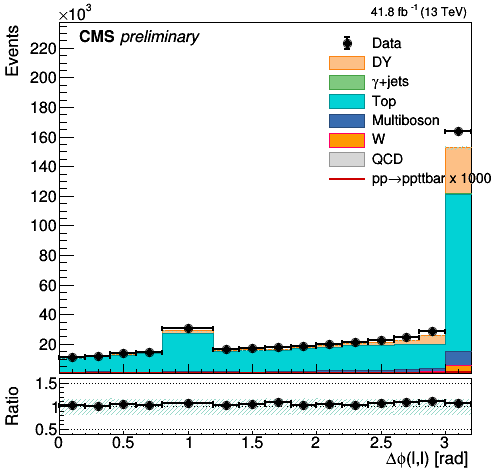 ×10³
41.8 fb⁻¹ (13 TeV)
CMS preliminary
Events
220
200
180
160
140
120
100
80
60
40
20
Data
DY
γ+jets
Top
Multiboson
W
QCD
pp→ppttbar x 1000
Ratio
1.5
1
0.5
0 0.5 1 1.5 2 2.5 3
Δϕ(l,l) [rad]